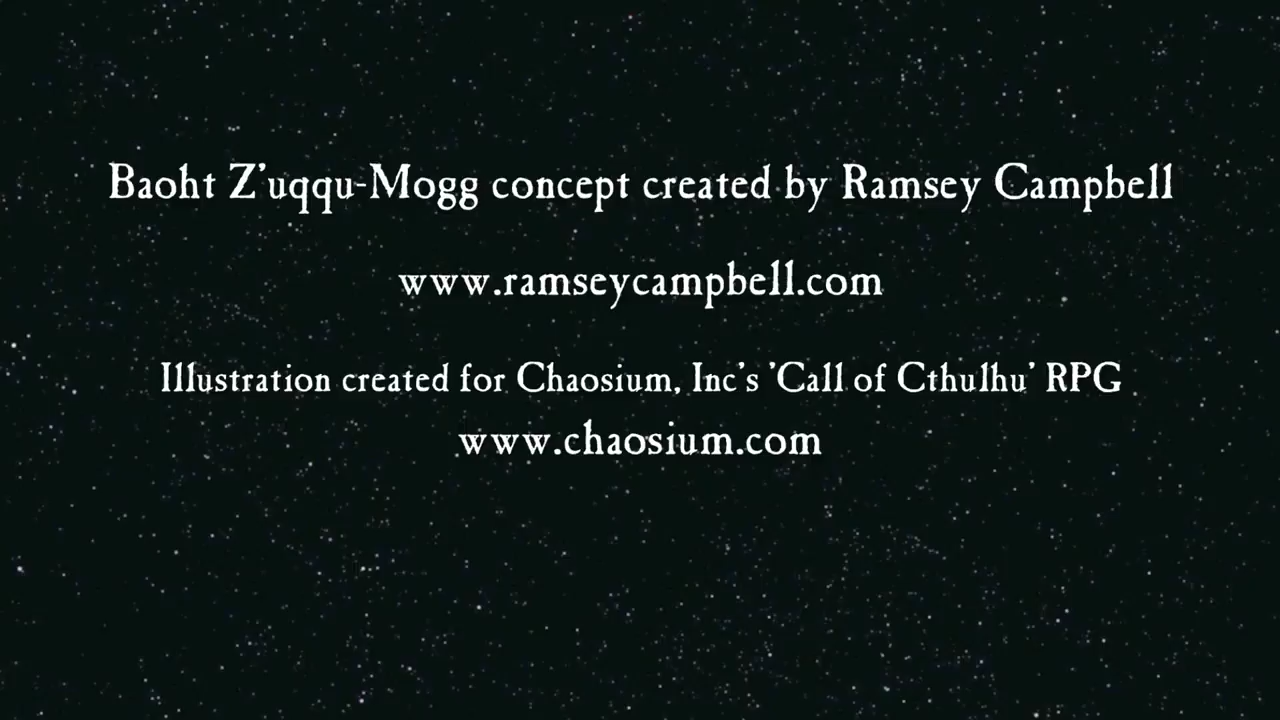 Baoht Z'uqqu-Mogg concept created by Ramsey Campbell
www.ramseycampbell.com
Illustration created for Chaosium, Inc's 'Call of Cthulhu' RPG
www.chaosium.com